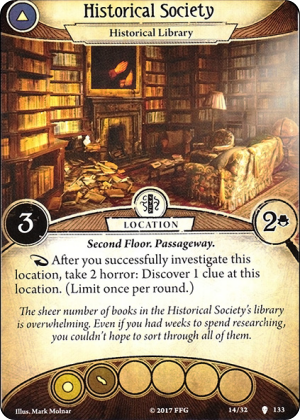 Historical Society
Historical Library
3
LOCATION
2
Second Floor. Passageway.
After you successfully investigate this
location, take 2 horror: Discover 1 clue at this
location. (Limit once per round.)
The sheer number of books in the Historical Society's library
is overwhelming. Even if you had weeks to spend researching,
you couldn't hope to sort through all of them.
Illus. Mark Molnar
© 2017 FFG
14/32
133